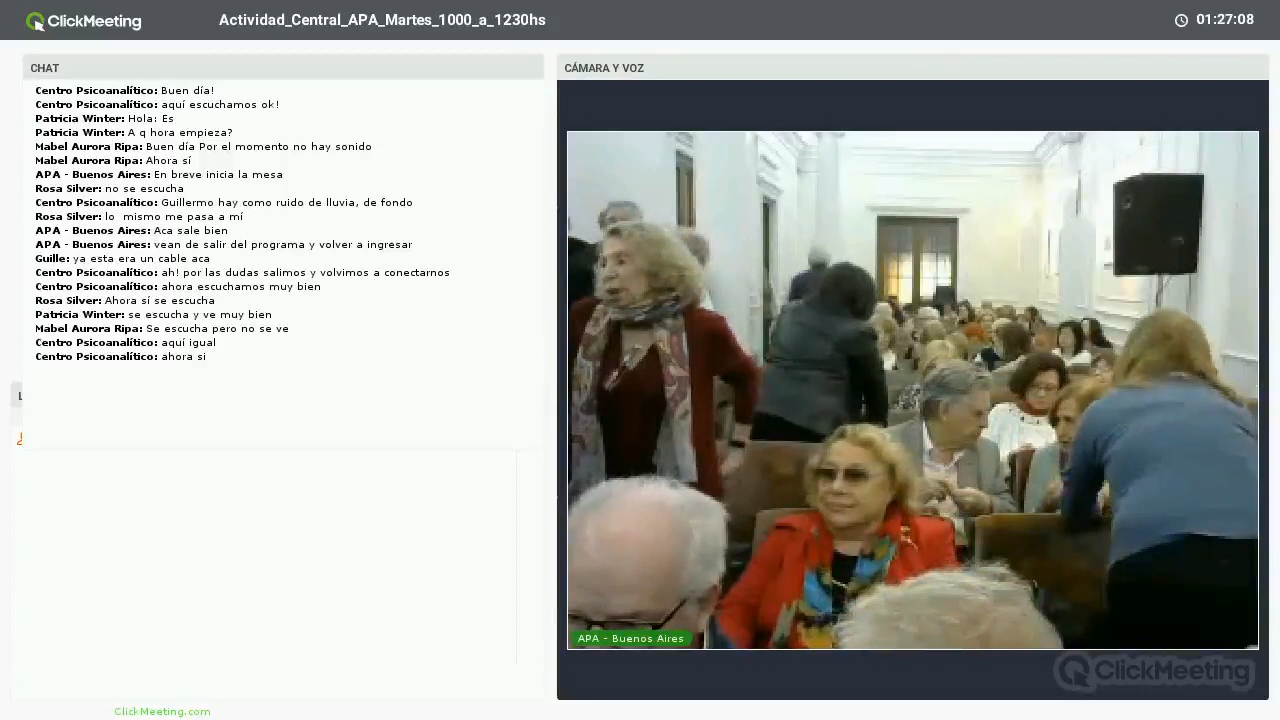 ClickMeeting
Actividad_Central_APA_Martes_1000_a_1230hs
01:27:08
CHAT
Centro Psicoanalítico: Buen día!
Centro Psicoanalítico: aquí escuchamos ok!
Patricia Winter: Hola: Es
Patricia Winter: A q hora empieza?
Mabel Aurora Ripa: Buen día Por el momento no hay sonido
Mabel Aurora Ripa: Ahora sí
APA - Buenos Aires: En breve inicia la mesa
Rosa Silver: no se escucha
Centro Psicoanalítico: Guillermo hay como ruido de lluvia, de fondo
Rosa Silver: lo mismo me pasa a mí
APA - Buenos Aires: Aca sale bien
APA - Buenos Aires: vean de salir del programa y volver a ingresar
Guille: ya esta era un cable aca
Centro Psicoanalítico: ah! por las dudas salimos y volvimos a conectarnos
Centro Psicoanalítico: ahora escuchamos muy bien
Rosa Silver: Ahora sí se escucha
Patricia Winter: se escucha y ve muy bien
Mabel Aurora Ripa: Se escucha pero no se ve
Centro Psicoanalítico: aquí igual
Centro Psicoanalítico: ahora si
L
ClickMeeting.com
CÁMARA Y VOZ
APA - Buenos Aires
ClickMeeting